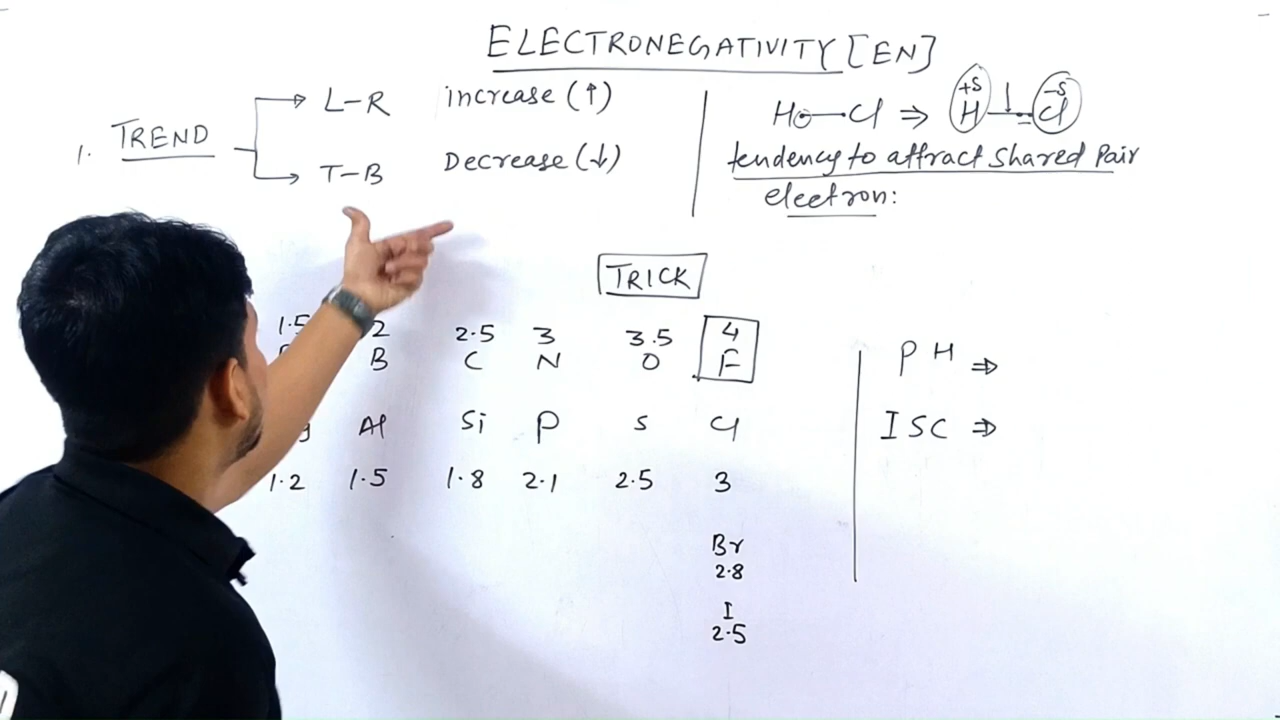 ELECTRONEGATIVITY [EN]
1. TREND
L-R increase (↑)
T-B Decrease (↓)
H—Cl ⇒ +δ H — −δ Cl
tendency to attract shared pair
electron:
TRICK
1.5 2 2.5 3 3.5 4
B C N O F
Al Si P S Cl
1.2 1.5 1.8 2.1 2.5 3
Br
2.8
I
2.5
PH ⇒
ISC ⇒